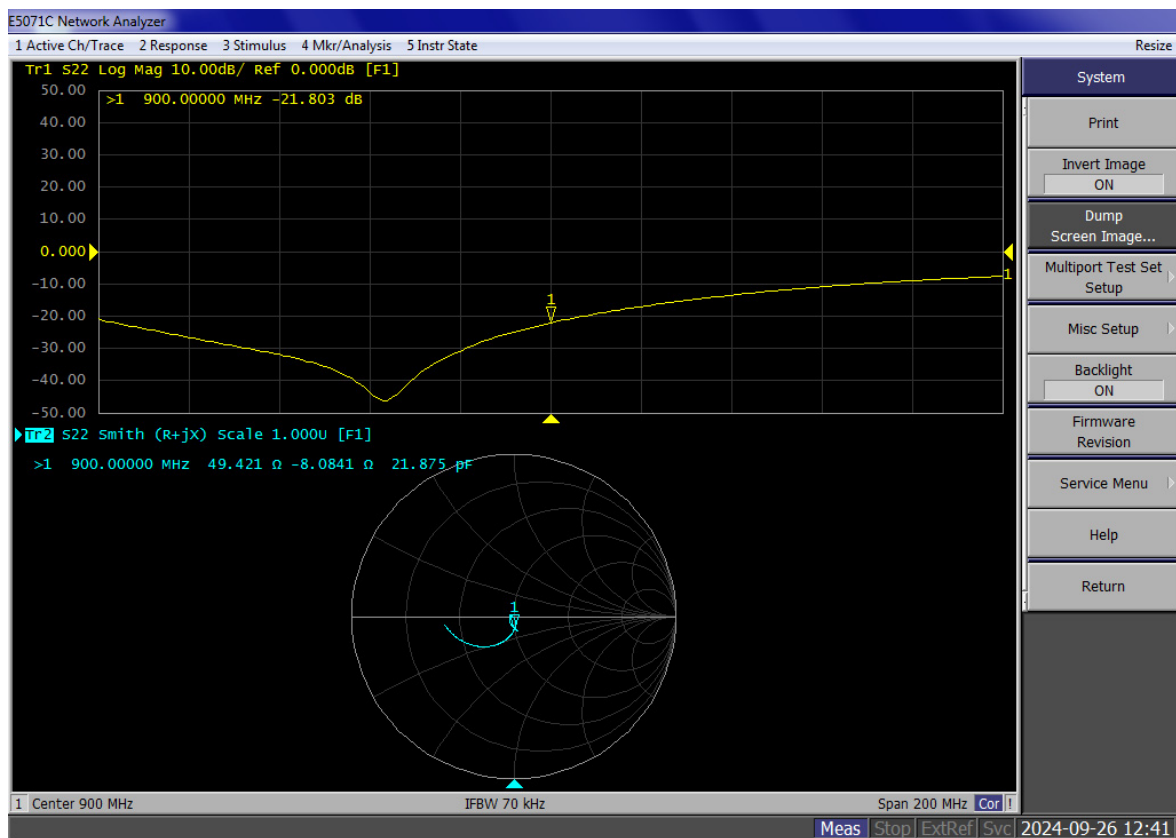 E5071C Network Analyzer
1 Active Ch/Trace 2 Response 3 Stimulus 4 Mkr/Analysis 5 Instr State Resize
Tr1 S22 Log Mag 10.00dB/ Ref 0.000dB [F1]
>1 900.00000 MHz -21.803 dB
50.00
40.00
30.00
20.00
10.00
0.000
-10.00
-20.00
-30.00
-40.00
-50.00
1
1
Tr2 S22 Smith (R+jX) Scale 1.000U [F1]
>1 900.00000 MHz 49.421 Ω -8.0841 Ω 21.875 pF
1
1 Center 900 MHz IFBW 70 kHz Span 200 MHz Cor !
System
Print
Invert Image
ON
Dump
Screen Image...
Multiport Test Set
Setup
Misc Setup
Backlight
ON
Firmware
Revision
Service Menu
Help
Return
Meas Stop ExtRef Svc 2024-09-26 12:41